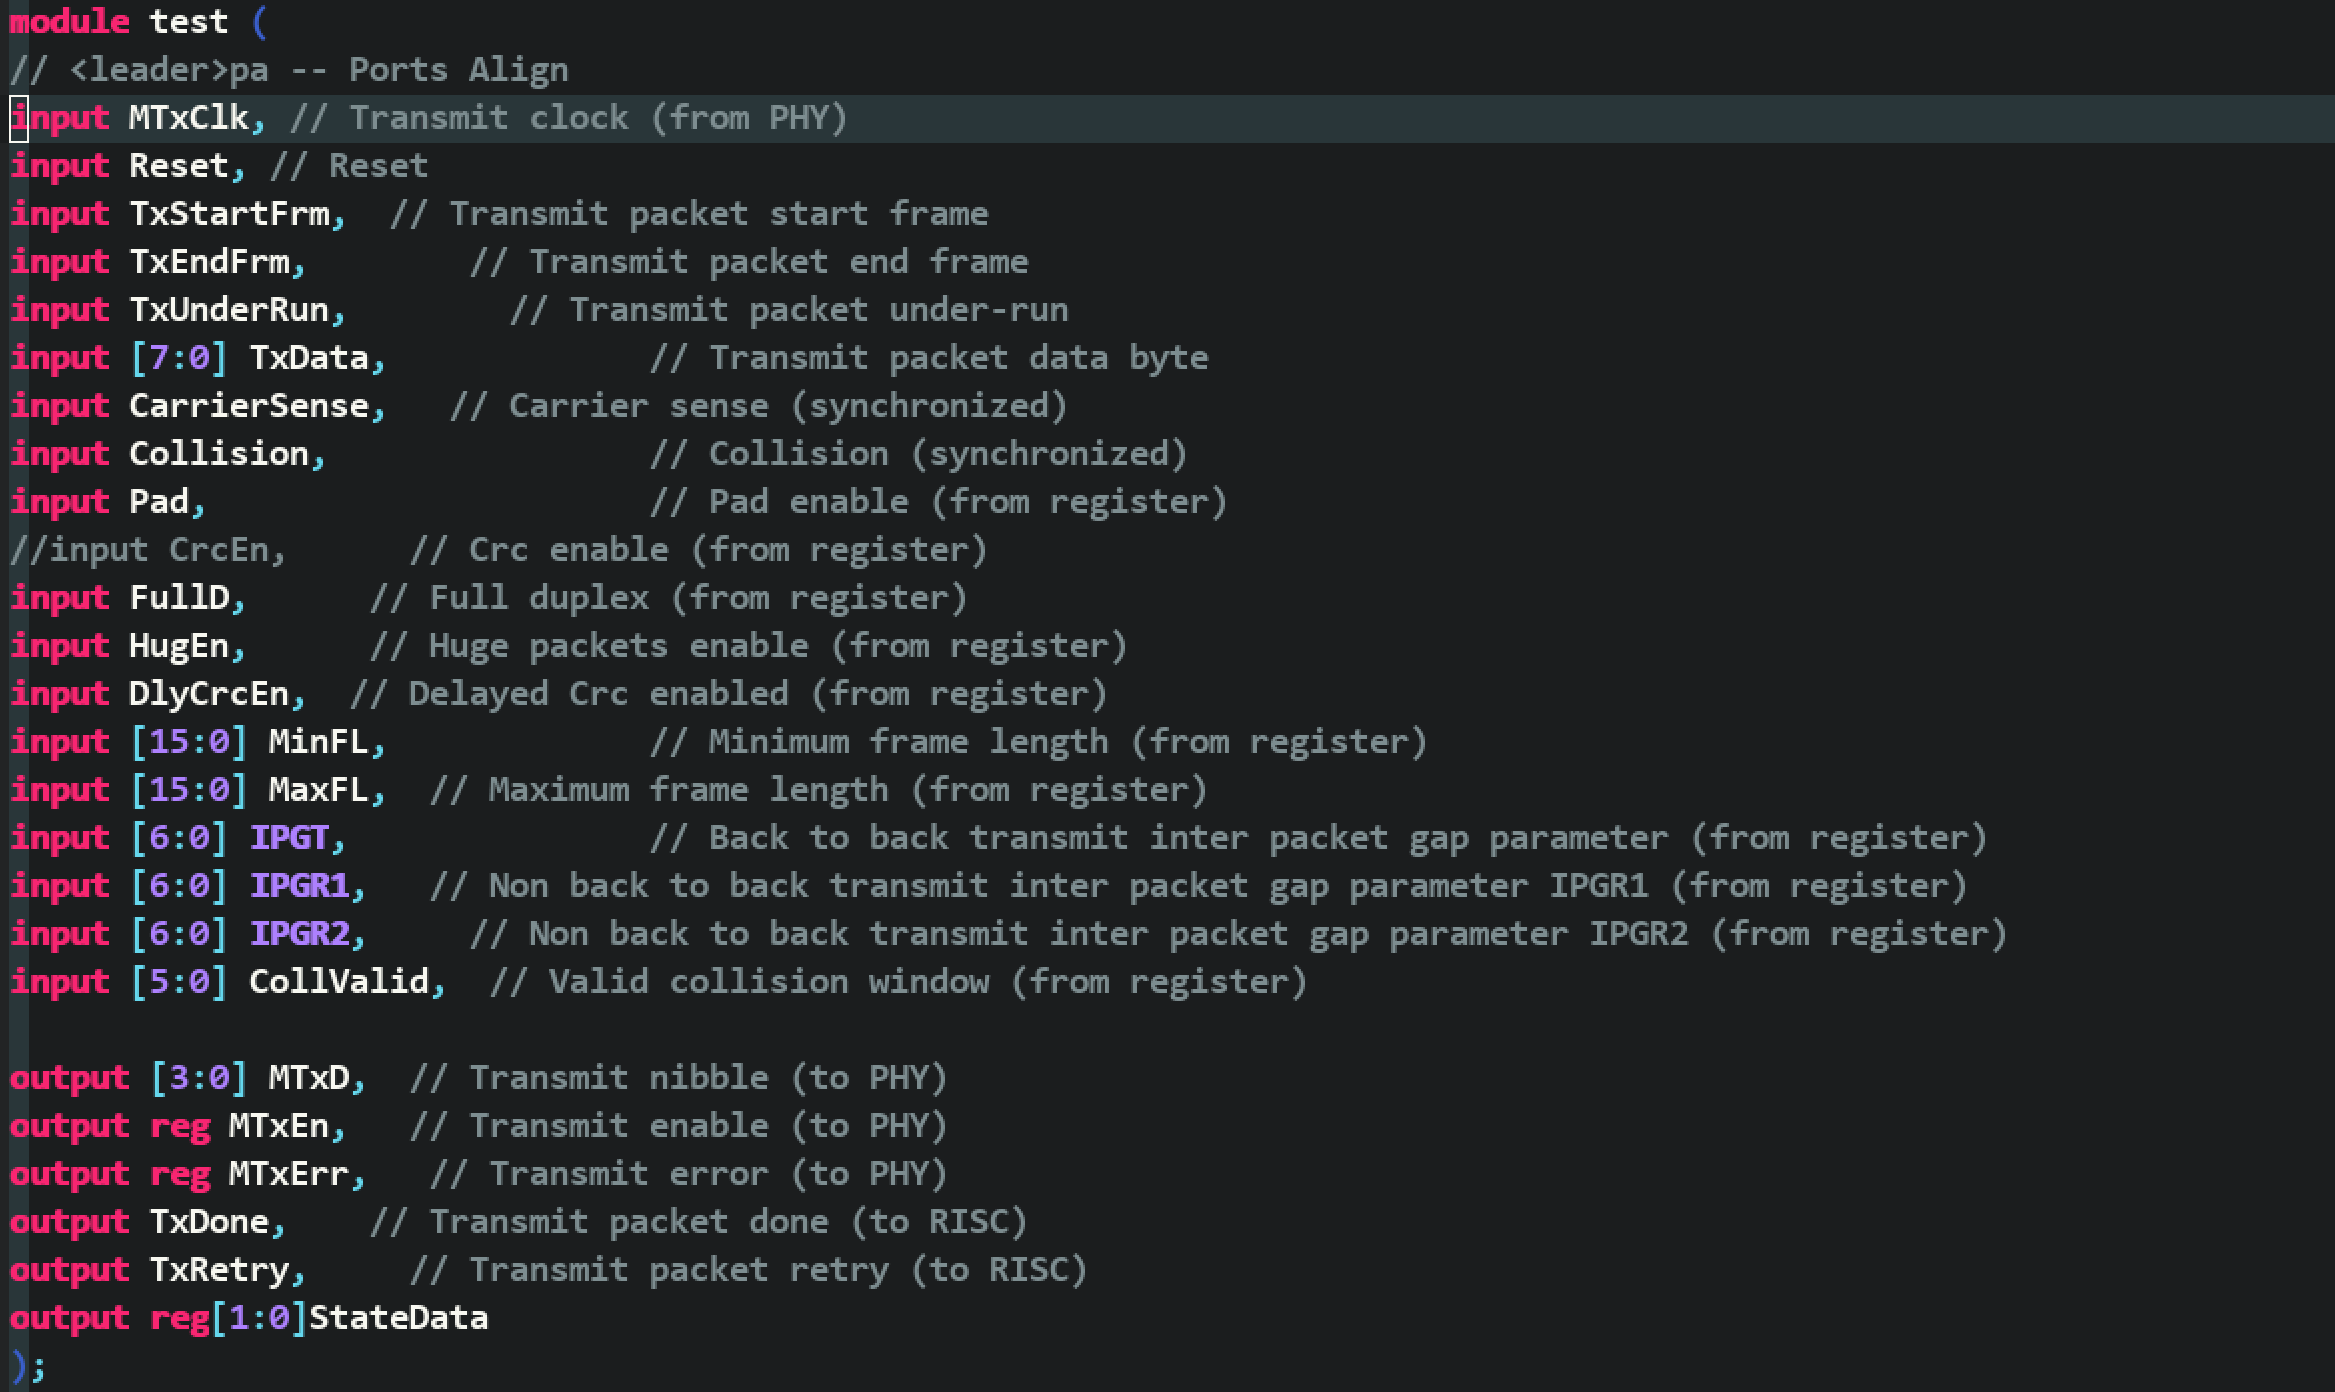 module test (
// <leader>pa -- Ports Align
input MTxClk, // Transmit clock (from PHY)
input Reset, // Reset
input TxStartFrm,  // Transmit packet start frame
input TxEndFrm,        // Transmit packet end frame
input TxUnderRun,        // Transmit packet under-run
input [7:0] TxData,             // Transmit packet data byte
input CarrierSense,   // Carrier sense (synchronized)
input Collision,                // Collision (synchronized)
input Pad,                      // Pad enable (from register)
//input CrcEn,      // Crc enable (from register)
input FullD,      // Full duplex (from register)
input HugEn,      // Huge packets enable (from register)
input DlyCrcEn,  // Delayed Crc enabled (from register)
input [15:0] MinFL,             // Minimum frame length (from register)
input [15:0] MaxFL,  // Maximum frame length (from register)
input [6:0] IPGT,               // Back to back transmit inter packet gap parameter (from register)
input [6:0] IPGR1,   // Non back to back transmit inter packet gap parameter IPGR1 (from register)
input [6:0] IPGR2,     // Non back to back transmit inter packet gap parameter IPGR2 (from register)
input [5:0] CollValid,  // Valid collision window (from register)

output [3:0] MTxD,  // Transmit nibble (to PHY)
output reg MTxEn,   // Transmit enable (to PHY)
output reg MTxErr,   // Transmit error (to PHY)
output TxDone,    // Transmit packet done (to RISC)
output TxRetry,     // Transmit packet retry (to RISC)
output reg[1:0]StateData
);